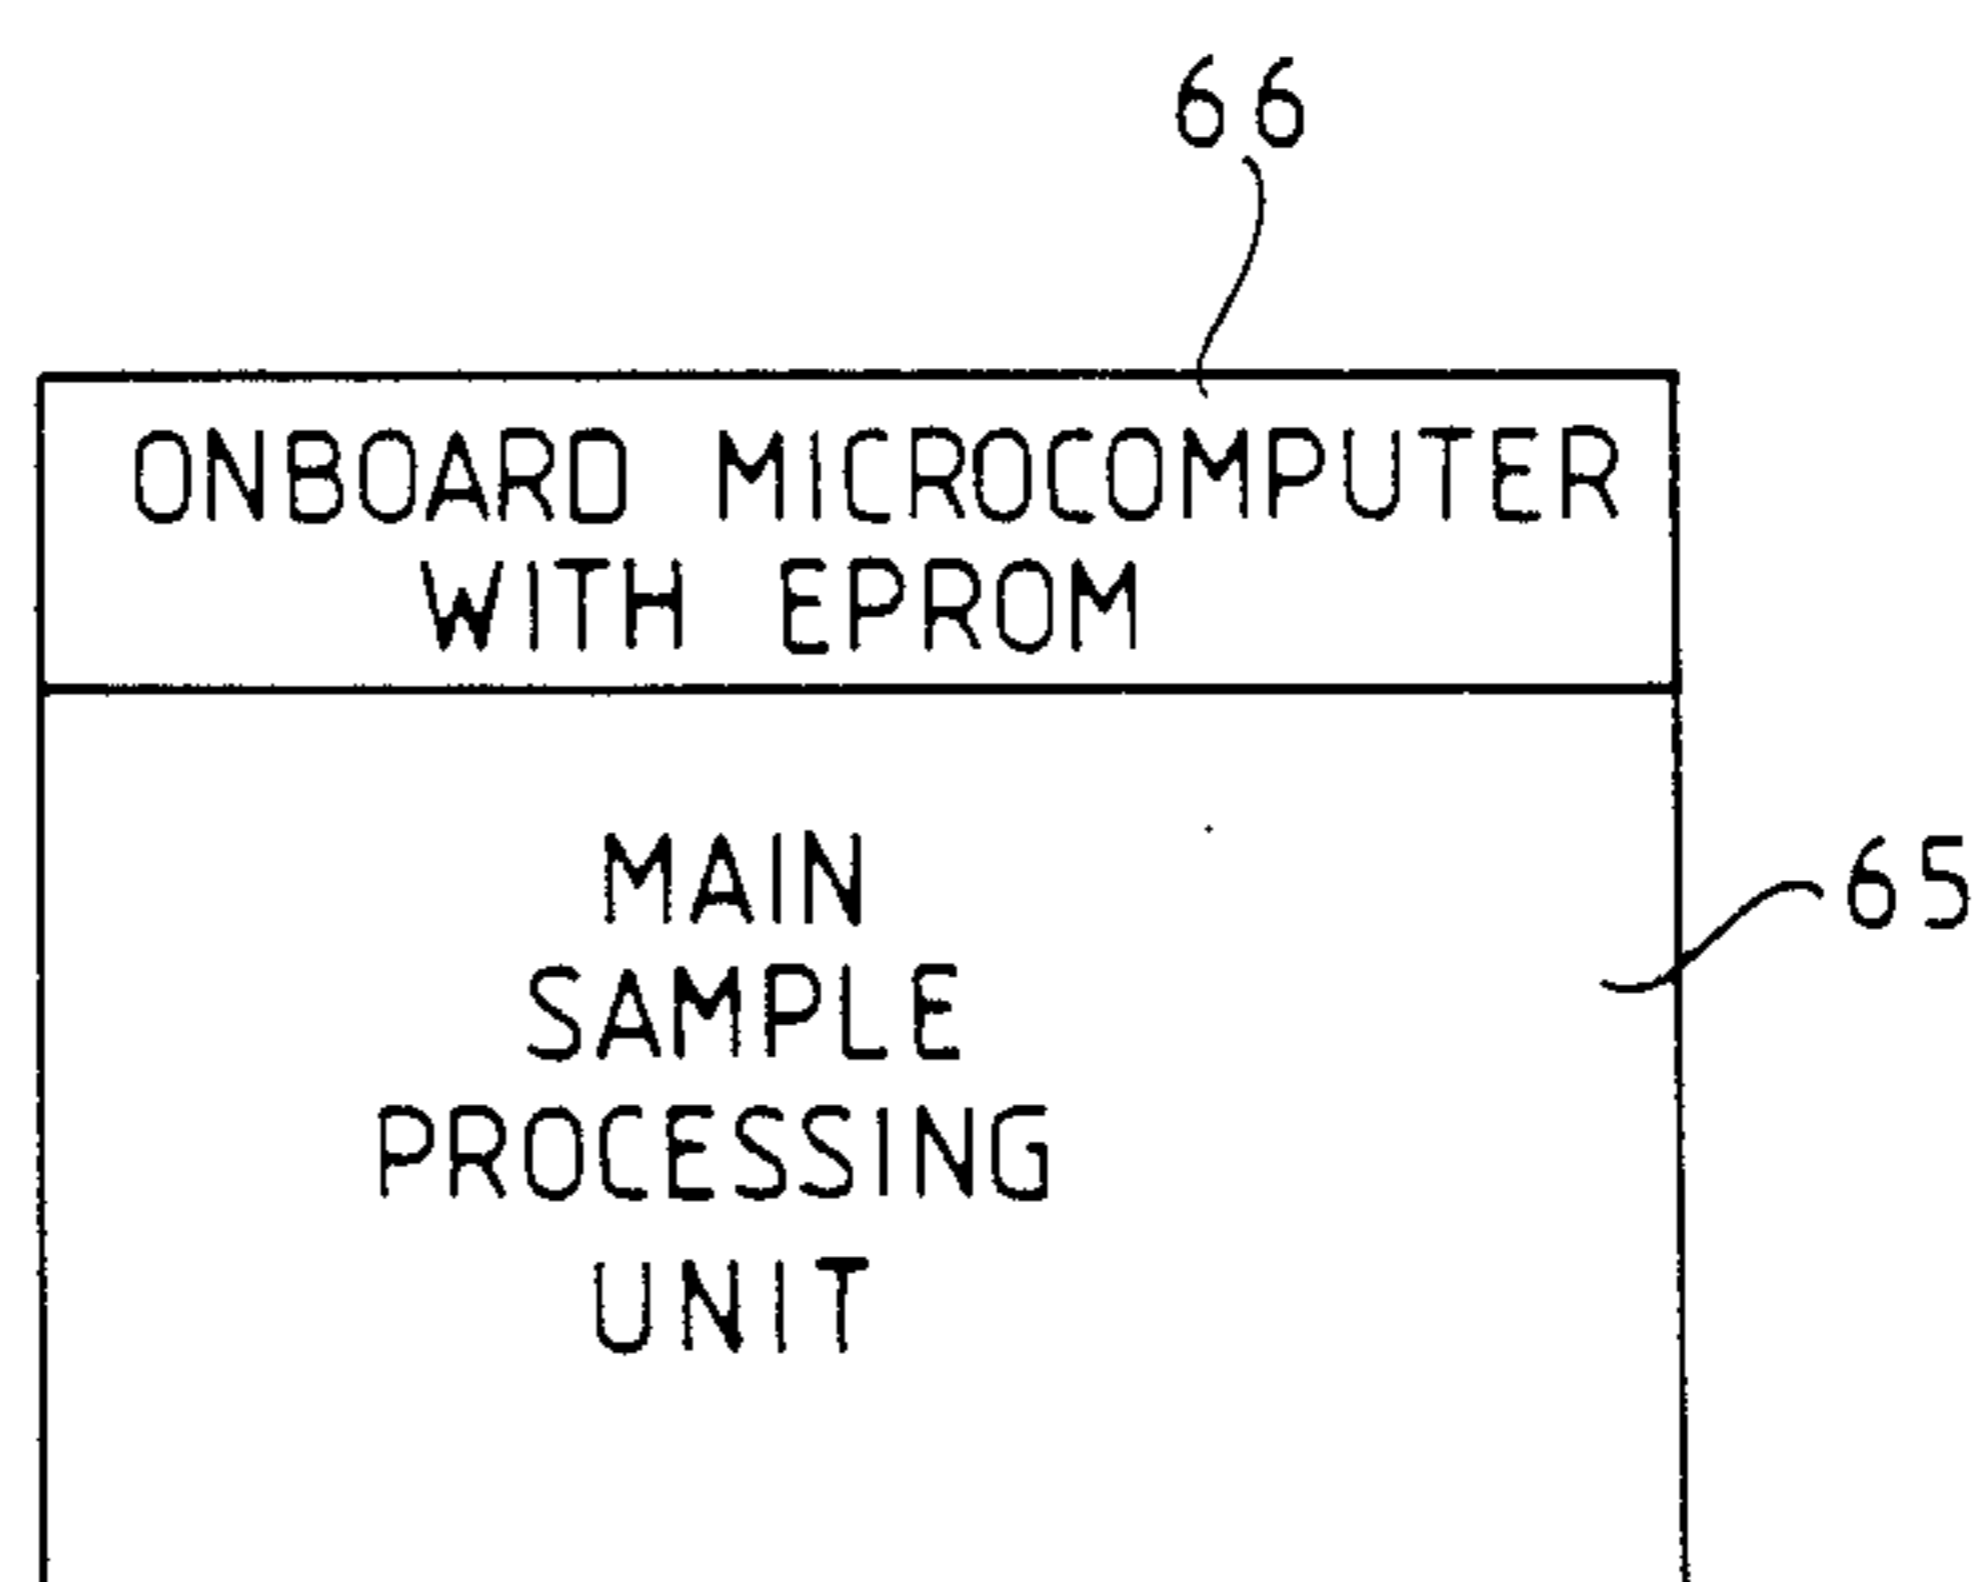 66
ONBOARD MICROCOMPUTER
WITH EPROM
MAIN
65
SAMPLE
PROCESSING
UNIT